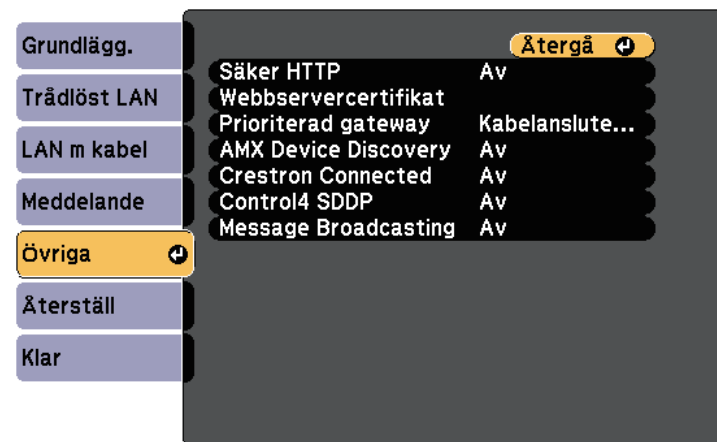 Grundlägg.
Trådlöst LAN
LAN m kabel
Meddelande
Övriga
Återställ
Klar
Återgå
Säker HTTP Av
Webbservercertifikat
Prioriterad gateway Kabelanslute...
AMX Device Discovery Av
Crestron Connected Av
Control4 SDDP Av
Message Broadcasting Av